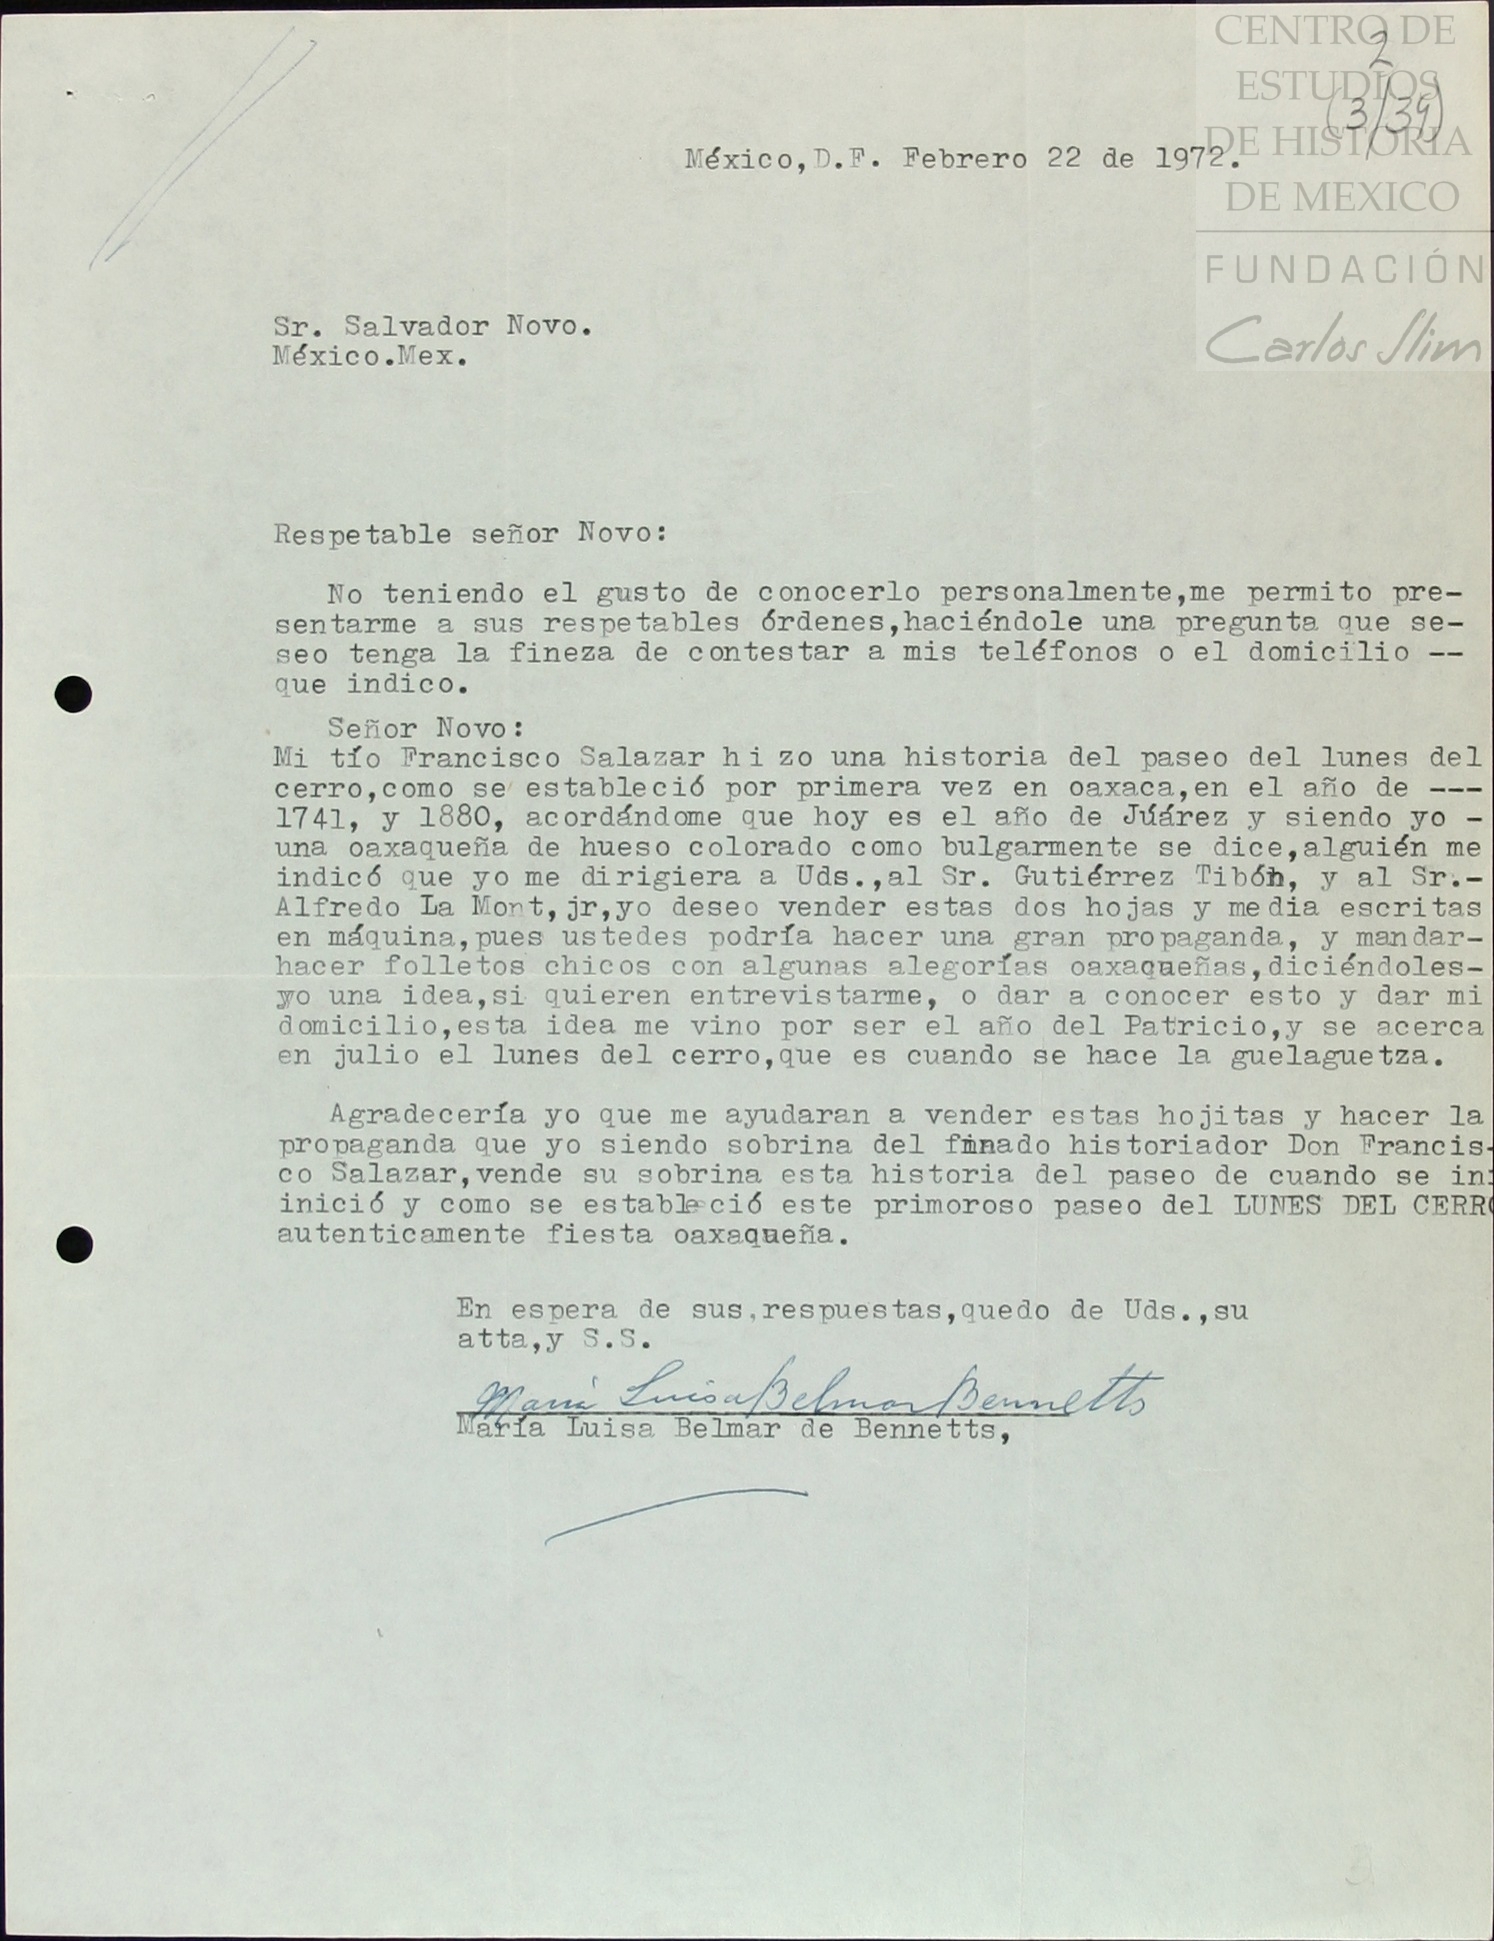 CENTRO DE
ESTUDIOS
DE HISTORIA
DE MEXICO
FUNDACIÓN
Carlos Slim
2
(3/39)
México,D.F. Febrero 22 de 1972.
Sr. Salvador Novo.
México.Mex.
Respetable señor Novo:
No teniendo el gusto de conocerlo personalmente,me permito pre-
sentarme a sus respetables órdenes,haciéndole una pregunta que se-
seo tenga la fineza de contestar a mis teléfonos o el domicilio --
que indico.
Señor Novo:
Mi tío Francisco Salazar h i zo una historia del paseo del lunes del
cerro,como se estableció por primera vez en oaxaca,en el año de ---
1741, y 1880, acordándome que hoy es el año de Júárez y siendo yo -
una oaxaqueña de hueso colorado como bulgarmente se dice,alguién me
indicó que yo me dirigiera a Uds.,al Sr. Gutiérrez Tibón, y al Sr.-
Alfredo La Mont,jr,yo deseo vender estas dos hojas y media escritas
en máquina,pues ustedes podría hacer una gran propaganda, y mandar-
hacer folletos chicos con algunas alegorías oaxaqueñas,diciéndoles-
yo una idea,si quieren entrevistarme, o dar a conocer esto y dar mi
domicilio,esta idea me vino por ser el año del Patricio,y se acerca
en julio el lunes del cerro,que es cuando se hace la guelaguetza.
Agradecería yo que me ayudaran a vender estas hojitas y hacer la
propaganda que yo siendo sobrina del finado historiador Don Francis-
co Salazar,vende su sobrina esta historia del paseo de cuando se ini
inició y como se estableció este primoroso paseo del LUNES DEL CERRO
autenticamente fiesta oaxaqueña.
En espera de sus,respuestas,quedo de Uds.,su
atta,y S.S.
María Luisa Belmar Bennetts
María Luisa Belmar de Bennetts,